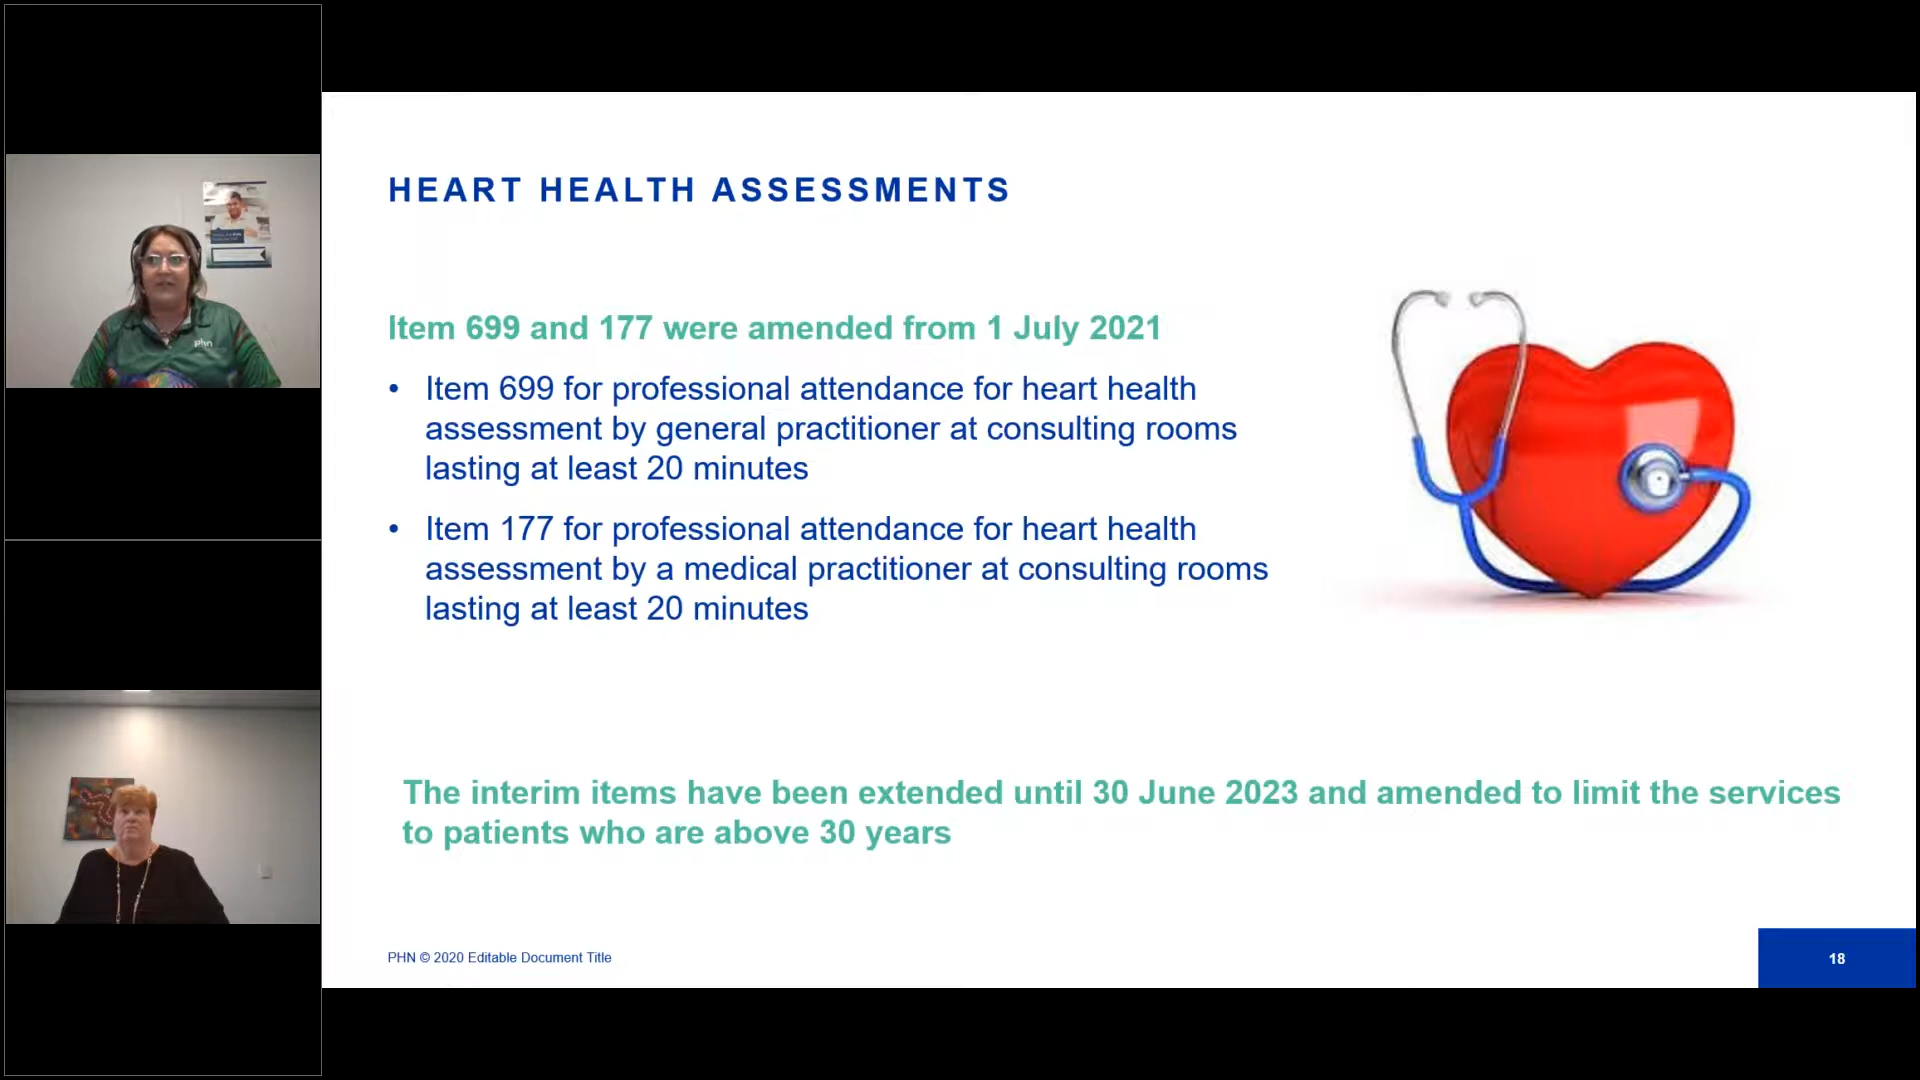 HEART HEALTH ASSESSMENTS
Item 699 and 177 were amended from 1 July 2021
• Item 699 for professional attendance for heart health
assessment by general practitioner at consulting rooms
lasting at least 20 minutes
• Item 177 for professional attendance for heart health
assessment by a medical practitioner at consulting rooms
lasting at least 20 minutes
The interim items have been extended until 30 June 2023 and amended to limit the services
to patients who are above 30 years
PHN © 2020 Editable Document Title
18
phn